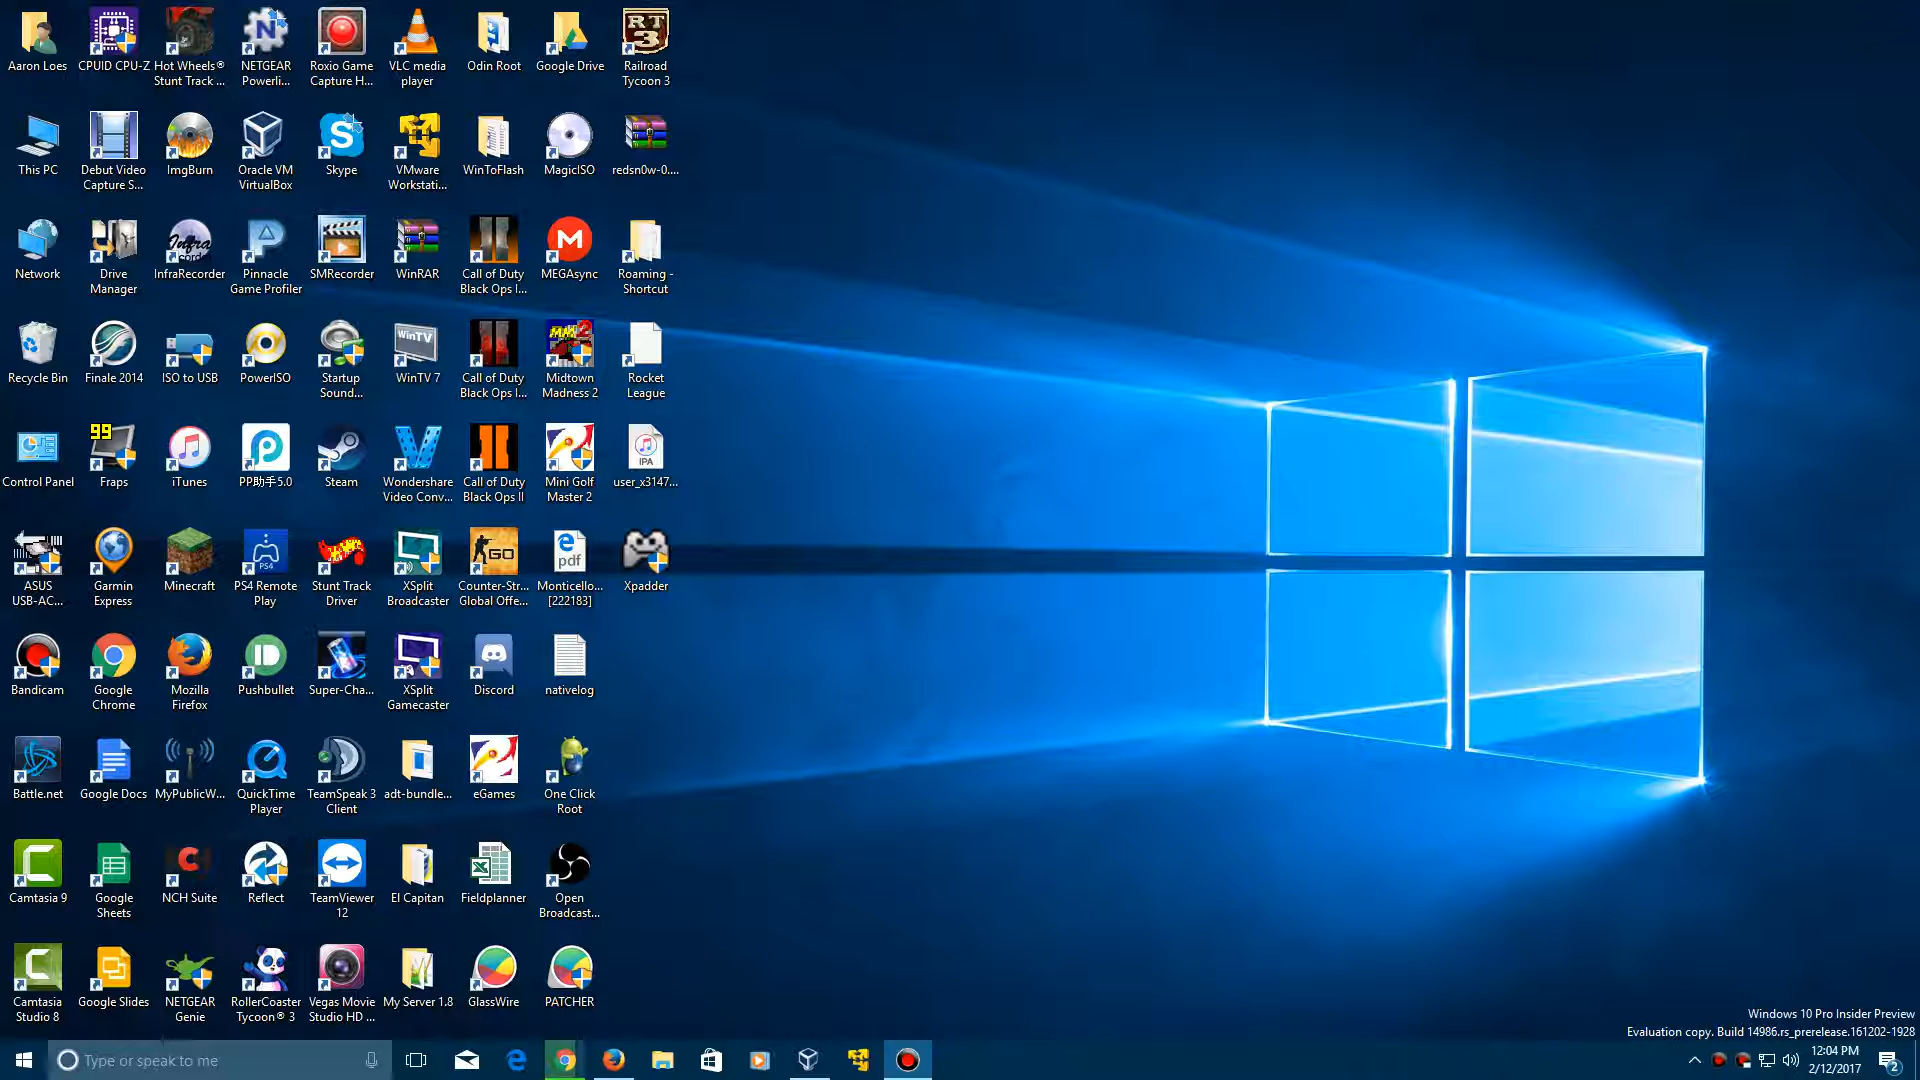 Aaron Loes
CPUID CPU-Z
Hot Wheels®
Stunt Track ...
NETGEAR
Powerli...
Roxio Game
Capture H...
VLC media
player
Odin Root
Google Drive
RT
3
Railroad
Tycoon 3
This PC
Debut Video
Capture S...
ImgBurn
Oracle VM
VirtualBox
Skype
VMware
Workstati...
WinToFlash
MagicISO
redsn0w-0....
Network
Drive
Manager
Infra
InfraRecorder
Pinnacle
Game Profiler
SMRecorder
WinRAR
Call of Duty
Black Ops I...
MEGAsync
Roaming -
Shortcut
Recycle Bin
Finale 2014
ISO to USB
PowerISO
Startup
Sound...
WinTV
WinTV 7
Call of Duty
Black Ops I...
Midtown
Madness 2
Rocket
League
Control Panel
99
Fraps
iTunes
PP助手5.0
Steam
Wondershare
Video Conv...
Call of Duty
Black Ops II
Mini Golf
Master 2
IPA
user_x3147...
ASUS
USB-AC...
Garmin
Express
Minecraft
PS4
PS4 Remote
Play
Stunt Track
Driver
XSplit
Broadcaster
GO
Counter-Str...
Global Offe...
pdf
Monticello...
[222183]
Xpadder
Bandicam
Google
Chrome
Mozilla
Firefox
Pushbullet
Super-Cha...
XSplit
Gamecaster
Discord
nativelog
Battle.net
Google Docs
MyPublicW...
QuickTime
Player
TeamSpeak 3
Client
adt-bundle...
eGames
One Click
Root
Camtasia 9
Google
Sheets
NCH Suite
Reflect
TeamViewer
12
El Capitan
Fieldplanner
Open
Broadcast...
Camtasia
Studio 8
Google Slides
NETGEAR
Genie
RollerCoaster
Tycoon® 3
Vegas Movie
Studio HD ...
My Server 1.8
GlassWire
PATCHER
Windows 10 Pro Insider Preview
Evaluation copy. Build 14986.rs_prerelease.161202-1928
Type or speak to me
12:04 PM
2/12/2017
2